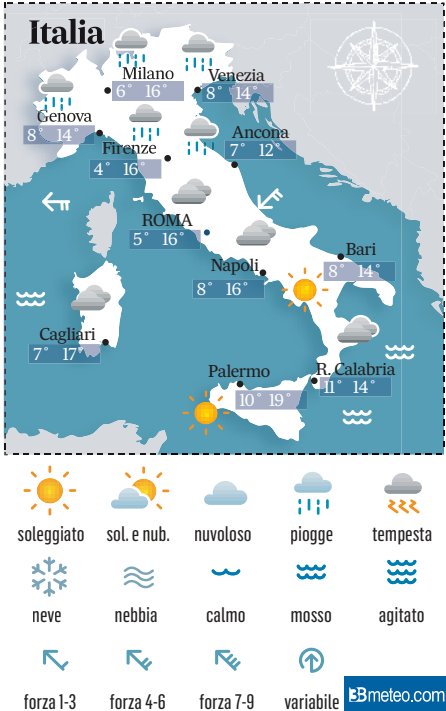 Italia
Milano
6° 16°
Venezia
8° 14°
Genova
8° 14°
Firenze
4° 16°
Ancona
7° 12°
ROMA
5° 16°
Bari
8° 14°
Napoli
8° 16°
Cagliari
7° 17°
Palermo
10° 19°
R. Calabria
11° 14°
soleggiato sol. e nub. nuvoloso piogge tempesta
neve nebbia calmo mosso agitato
forza 1-3 forza 4-6 forza 7-9 variabile
3Bmeteo.com